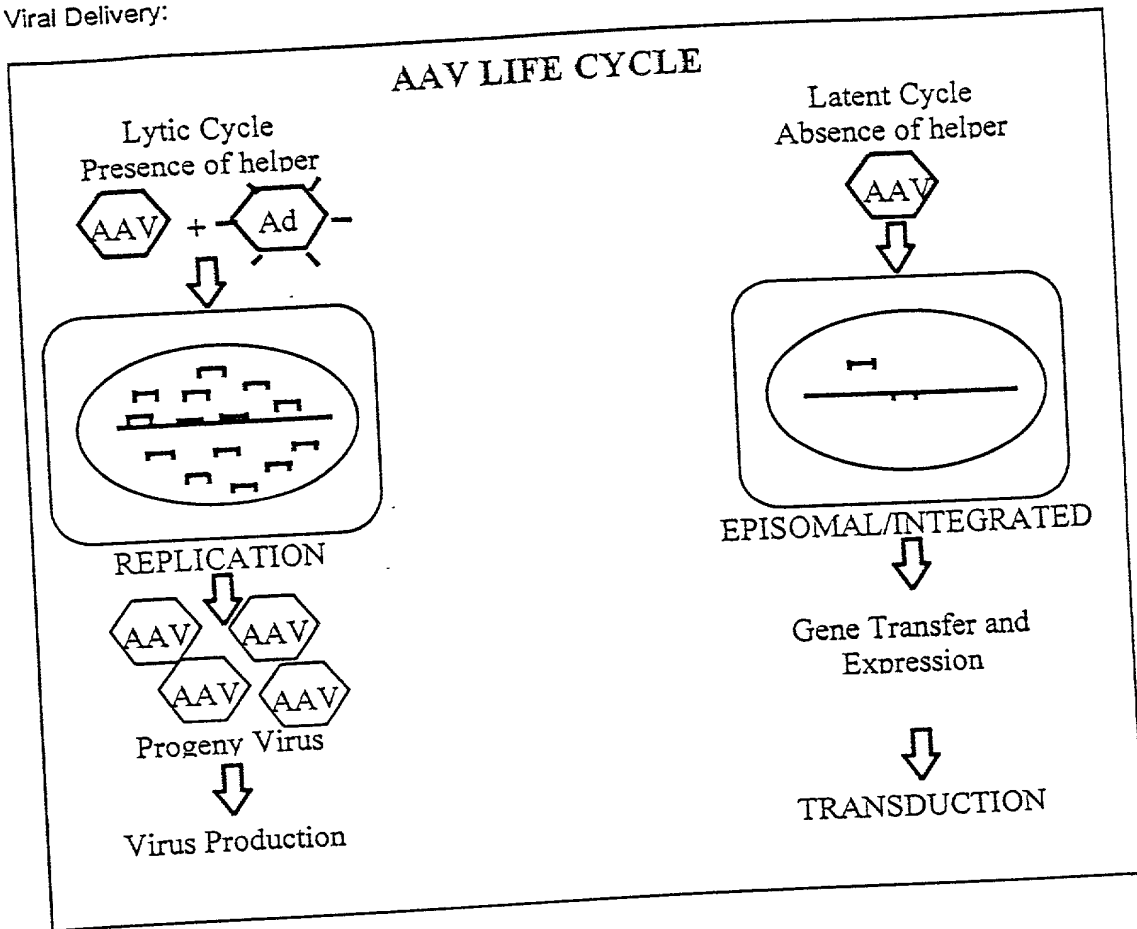 Viral Delivery:
AAV LIFE CYCLE
Lytic Cycle
Presence of helper
AAV + Ad
REPLICATION
AAV AAV
AAV AAV
Progeny Virus
Virus Production
Latent Cycle
Absence of helper
AAV
EPISOMAL/INTEGRATED
Gene Transfer and
Expression
TRANSDUCTION